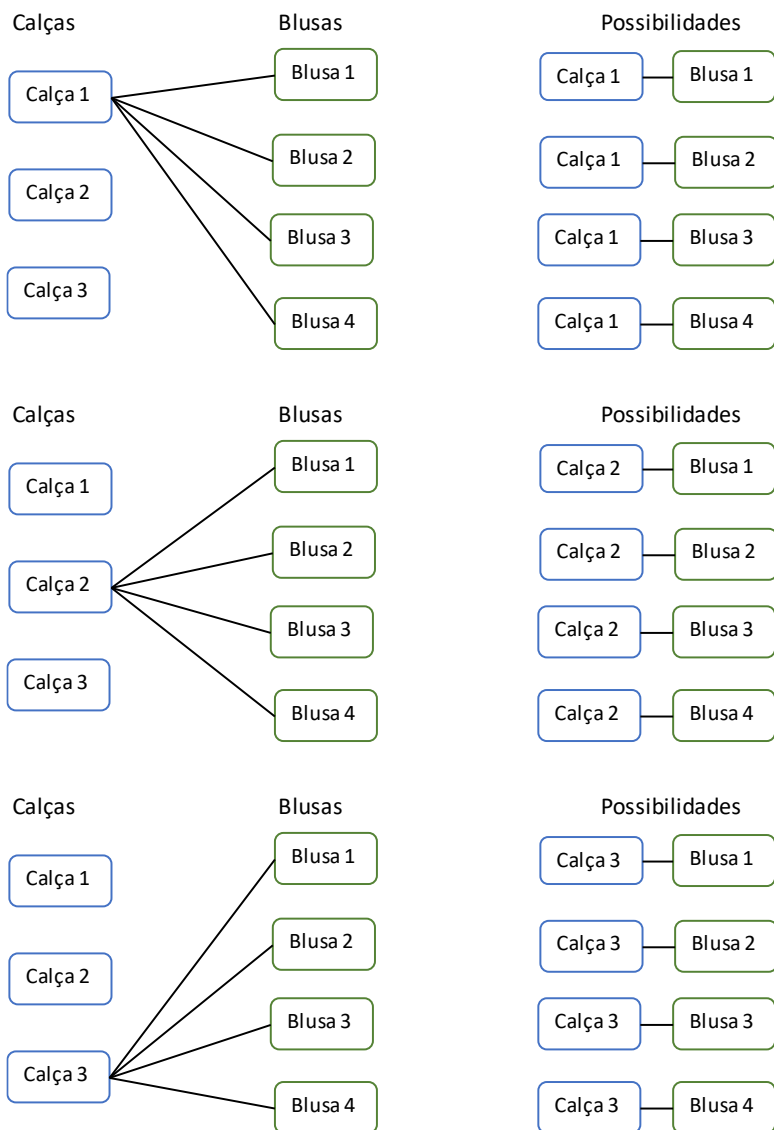 Calças Blusas Possibilidades
Calça 1 Blusa 1 Calça 1 Blusa 1
Calça 2 Blusa 2 Calça 1 Blusa 2
Calça 3 Blusa 3 Calça 1 Blusa 3
Blusa 4 Calça 1 Blusa 4
Calças Blusas Possibilidades
Calça 1 Blusa 1 Calça 2 Blusa 1
Calça 2 Blusa 2 Calça 2 Blusa 2
Calça 3 Blusa 3 Calça 2 Blusa 3
Blusa 4 Calça 2 Blusa 4
Calças Blusas Possibilidades
Calça 1 Blusa 1 Calça 3 Blusa 1
Calça 2 Blusa 2 Calça 3 Blusa 2
Calça 3 Blusa 3 Calça 3 Blusa 3
Blusa 4 Calça 3 Blusa 4